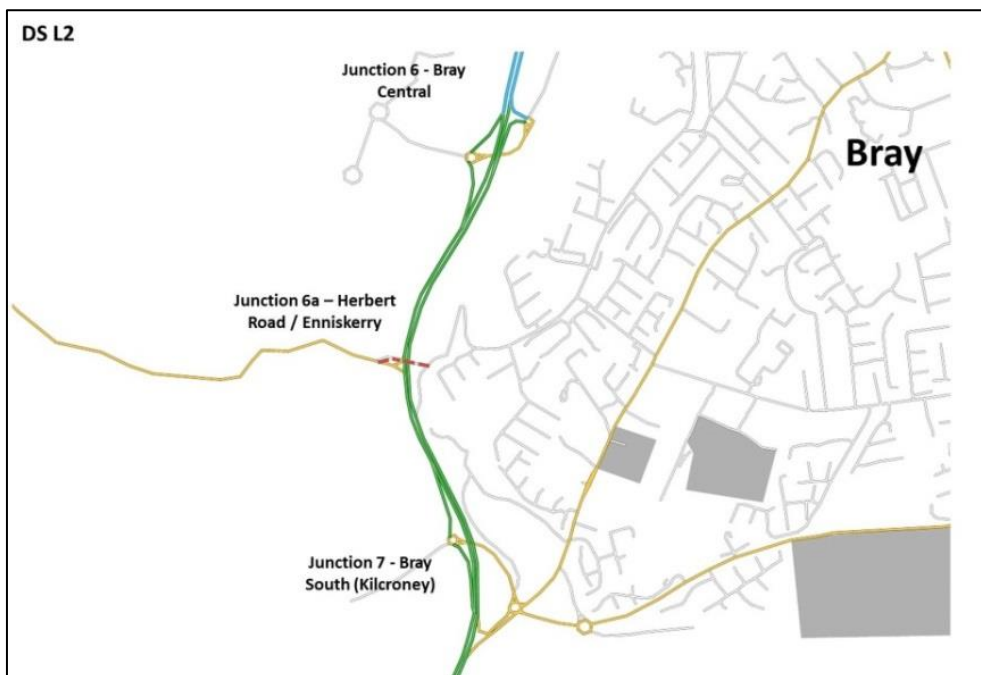 DS L2
Junction 6 - Bray
Central
Bray
Junction 6a – Herbert
Road / Enniskerry
Junction 7 - Bray
South (Kilcroney)